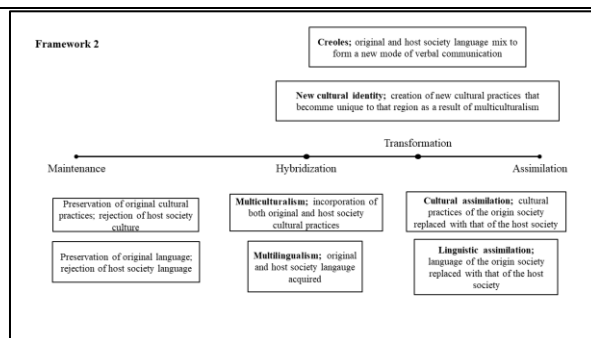 Framework 2
Creoles; original and host society language mix to
form a new mode of verbal communication
New cultural identity; creation of new cultural practices that
becomme unique to that region as a result of multiculturalism
Transformation
Maintenance
Hybridization
Assimilation
Preservation of original cultural
practices; rejection of host society
culture
Multiculturalism; incorporation of
both original and host society
cultural practices
Cultural assimilation; cultural
practices of the origin society
replaced with that of the host society
Preservation of original language;
rejection of host society language
Multilingualism; original
and host society langauge
acquired
Linguistic assimilation;
language of the origin society
replaced with that of the host
society